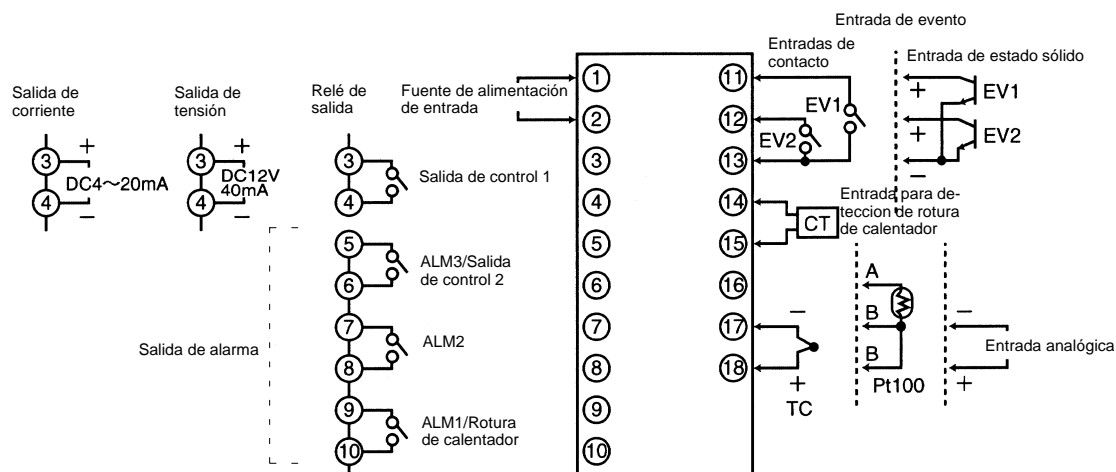 Entrada de evento
Entradas de
contacto
Entrada de estado sólido
Salida de
corriente
Salida de
tensión
Relé de
salida
Fuente de alimentación
de entrada
3
+
DC4~20mA
4
−
3
+
DC12V
40mA
4
−
3
4
Salida de control 1
5
6
ALM3/Salida
de control 2
Salida de alarma
7
8
ALM2
9
10
ALM1/Rotura
de calentador
1
2
3
4
5
6
7
8
9
10
11
12
13
14
15
16
17
18
EV1
EV2
+
EV1
+
EV2
−
Entrada para de-
teccion de rotura
de calentador
CT
−
+
TC
A
B
B
Pt100
−
+
Entrada analógica